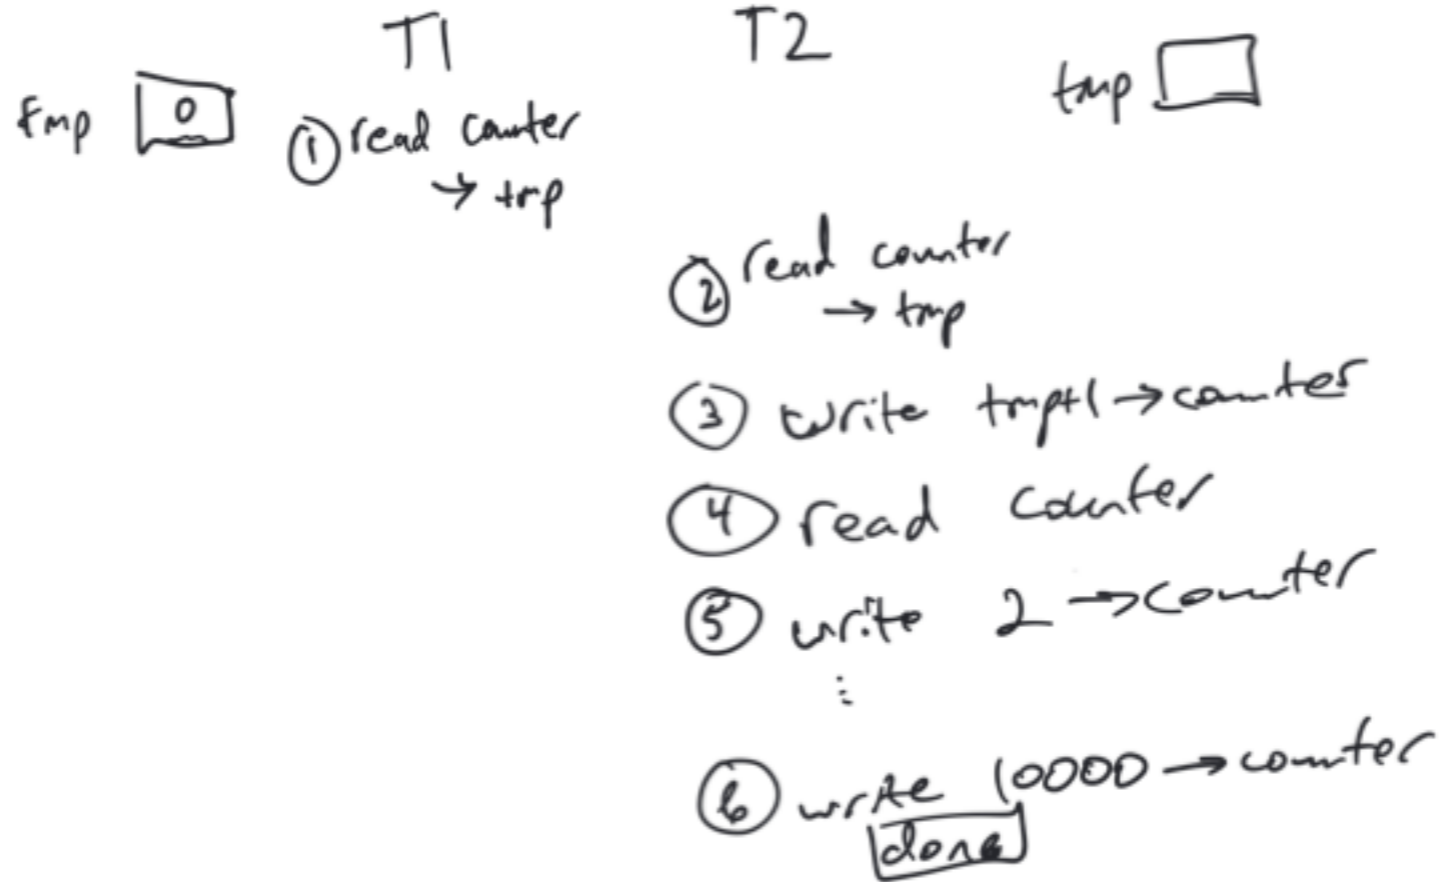 T1 T2
tmp 0 tmp
① read counter
→ tmp
② read counter
→ tmp
③ write tmp+1 → counter
④ read counter
⑤ write 2 → counter
⋮
⑥ write 10000 → counter
done